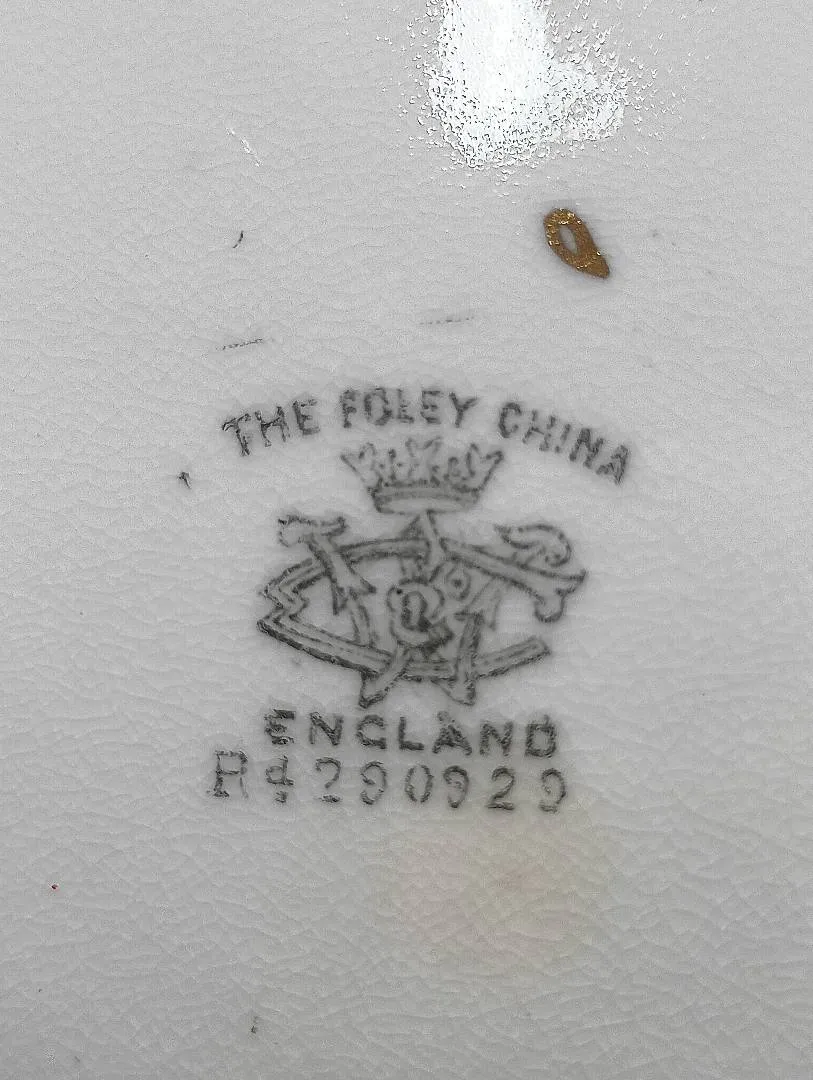 THE FOLEY CHINA
ENGLAND
Rd 290929